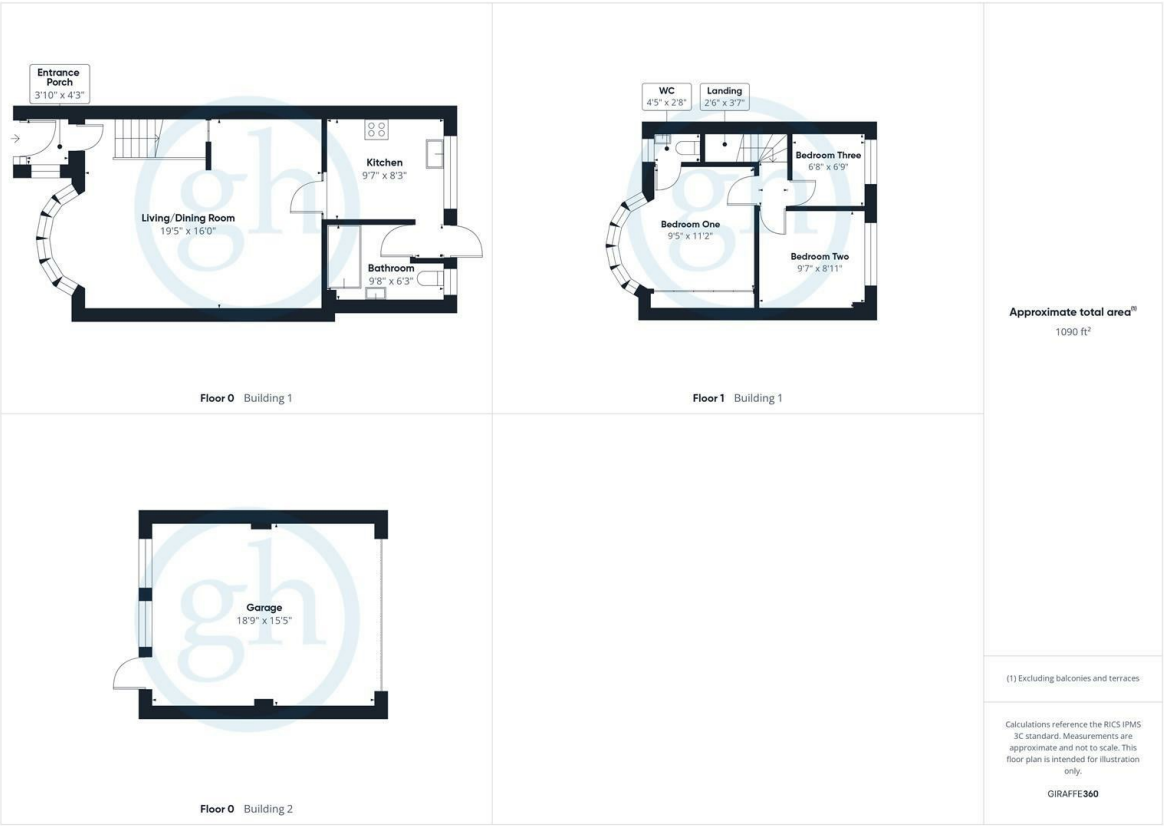 Entrance
Porch
3'10" x 4'3"
Living/Dining Room
19'5" x 16'0"
Kitchen
9'7" x 8'3"
Bathroom
9'8" x 6'3"
gh
Floor 0 Building 1
WC
4'5" x 2'8"
Landing
2'6" x 3'7"
Bedroom Three
6'8" x 6'9"
Bedroom One
9'5" x 11'2"
Bedroom Two
9'7" x 8'11"
gh
Floor 1 Building 1
Garage
18'9" x 15'5"
gh
Floor 0 Building 2
Approximate total area(1)
1090 ft²
(1) Excluding balconies and terraces
Calculations reference the RICS IPMS
3C standard. Measurements are
approximate and not to scale. This
floor plan is intended for illustration
only.
GIRAFFE360